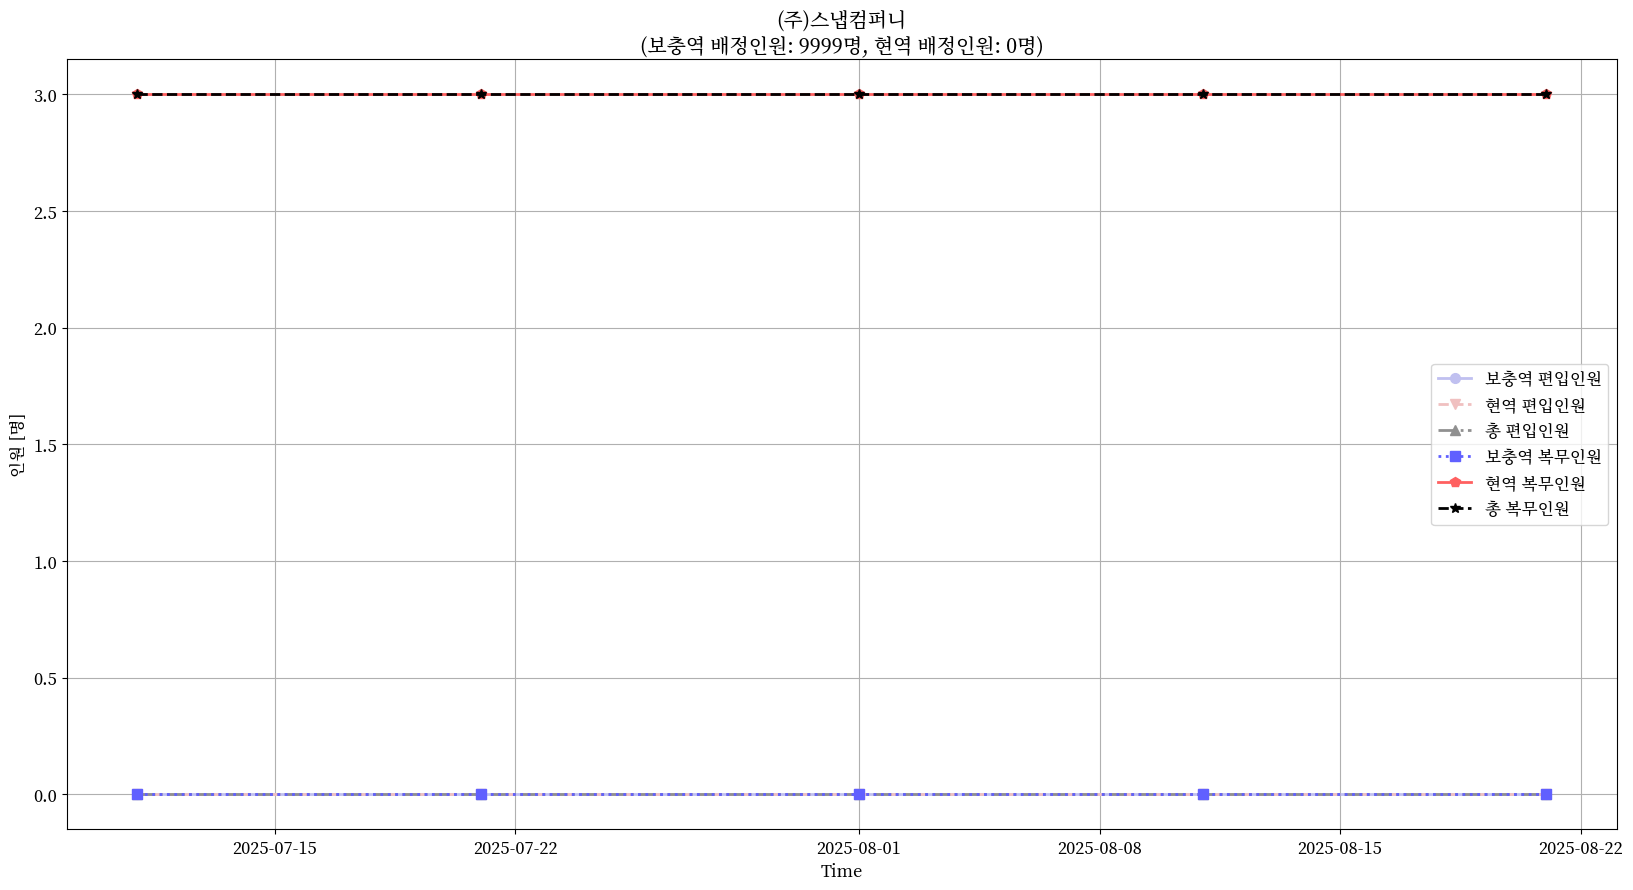 (주)스냅컴퍼니
(보충역 배정인원: 9999명, 현역 배정인원: 0명)
3.0
2.5
2.0
1.5
1.0
0.5
0.0
인원 [명]
보충역 편입인원
현역 편입인원
총 편입인원
보충역 복무인원
현역 복무인원
총 복무인원
2025-07-15
2025-07-22
2025-08-01
2025-08-08
2025-08-15
2025-08-22
Time